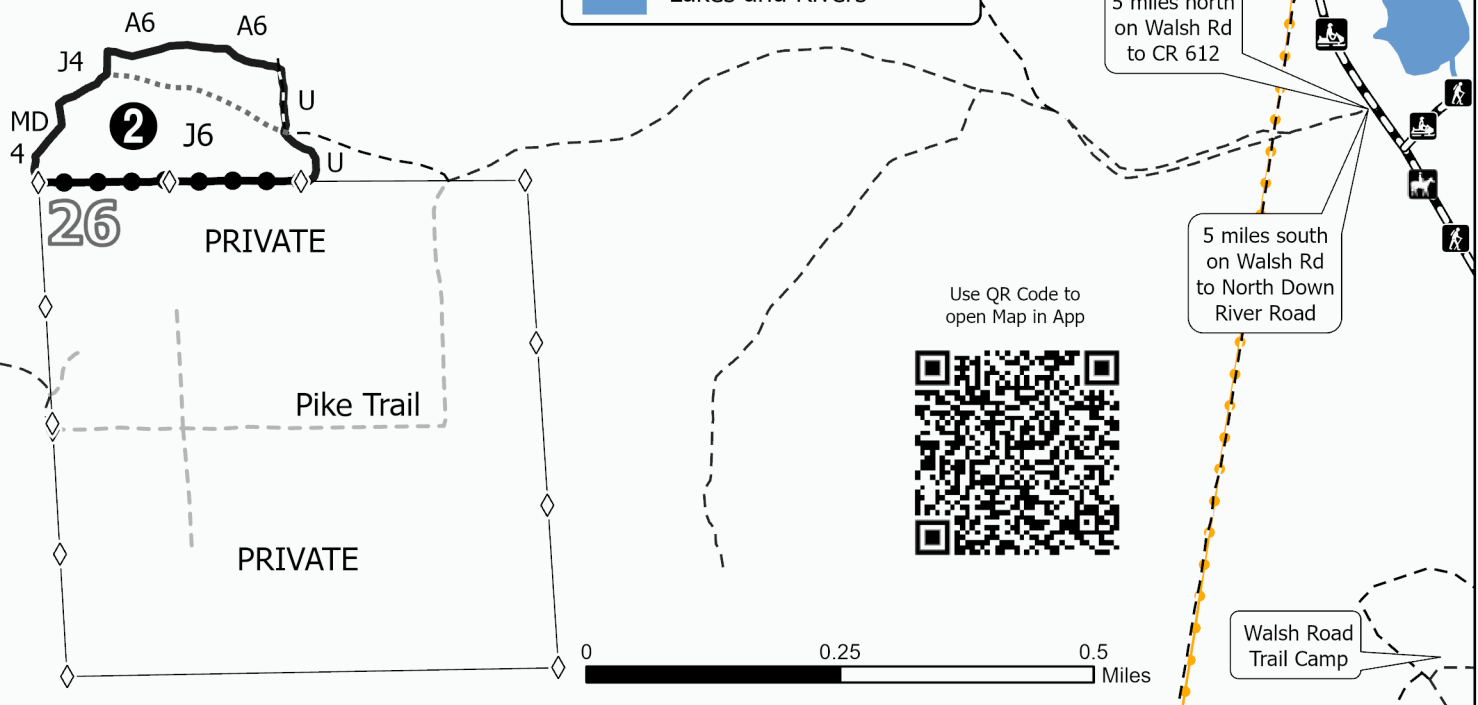 Lakes and Rivers
5 miles north
on Walsh Rd
to CR 612
A6
A6
J4
U
MD
4
2
J6
U
26
PRIVATE
5 miles south
on Walsh Rd
to North Down
River Road
Use QR Code to
open Map in App
Pike Trail
PRIVATE
Walsh Road
Trail Camp
0
0.25
0.5
Miles